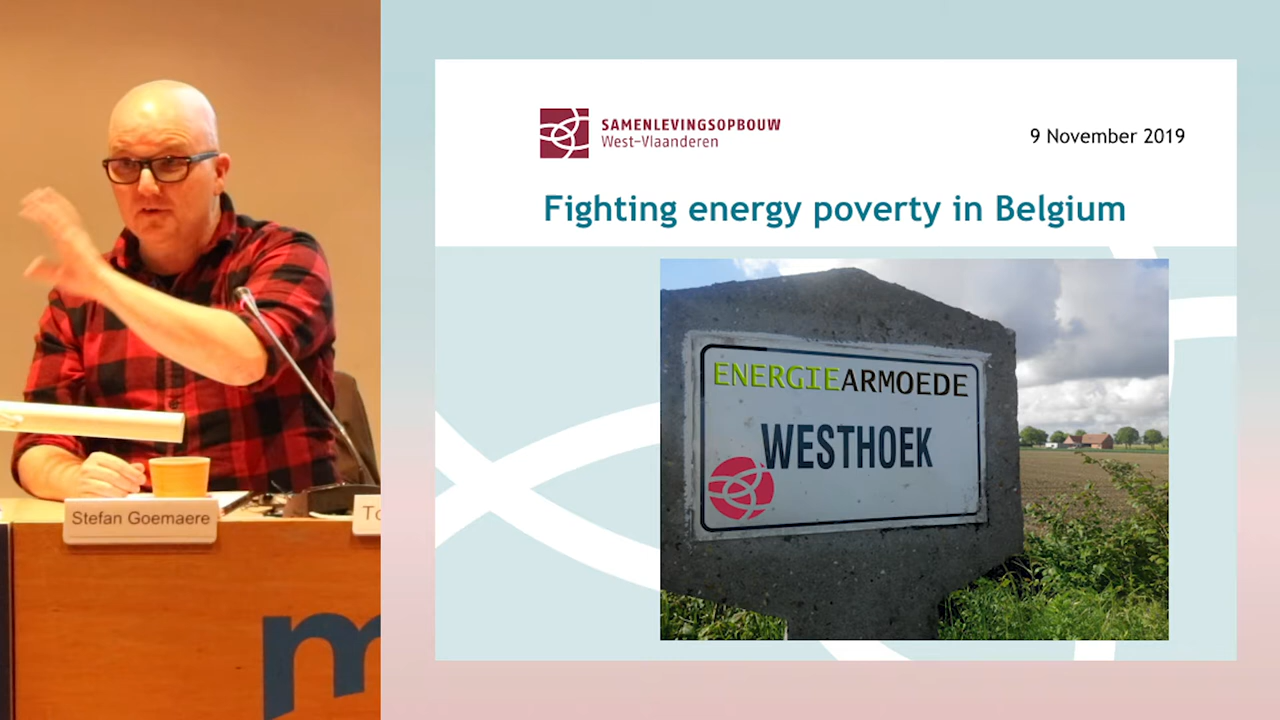 Stefan Goemaere
SAMENLEVINGSOPBOUW
West-Vlaanderen
9 November 2019
Fighting energy poverty in Belgium
ENERGIEARMOEDE
WESTHOEK